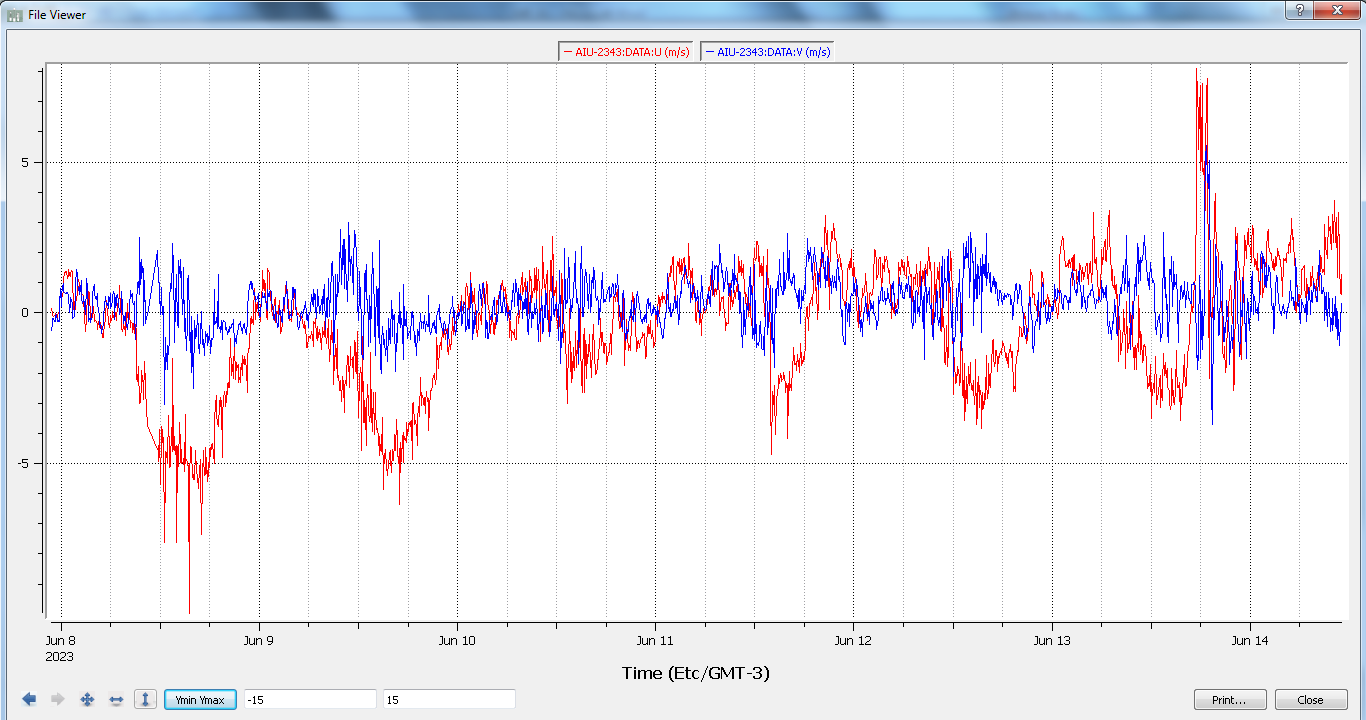 File Viewer
? x
AIU-2343:DATA:U (m/s) AIU-2343:DATA:V (m/s)
5
0
-5
Jun 8 Jun 9 Jun 10 Jun 11 Jun 12 Jun 13 Jun 14
2023
Time (Etc/GMT-3)
Ymin Ymax -15 15 Print... Close